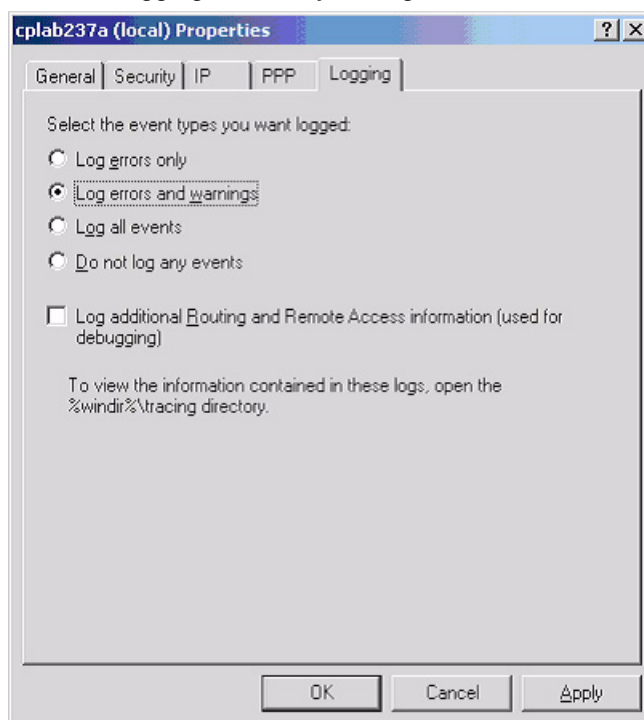 cplab237a (local) Properties
General
Security
IP
PPP
Logging
Select the event types you want logged:
Log errors only
Log errors and warnings
Log all events
Do not log any events
Log additional Routing and Remote Access information (used for
debugging)
To view the information contained in these logs, open the
%windir%\tracing directory.
OK
Cancel
Apply